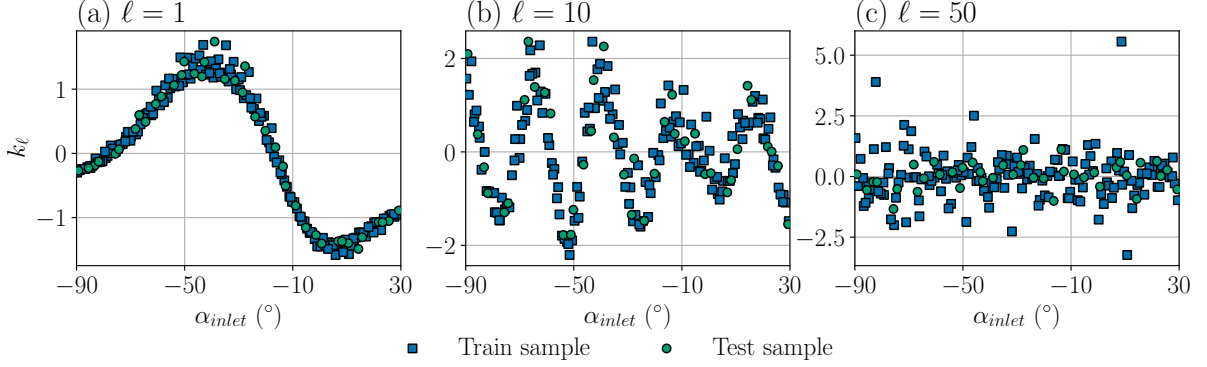 (a) ℓ = 1
(b) ℓ = 10
(c) ℓ = 50
k_ℓ
1
0
−1
−90
−50
−10
30
α_inlet (°)
2
0
−2
−90
−50
−10
30
α_inlet (°)
5.0
2.5
0.0
−2.5
−90
−50
−10
30
α_inlet (°)
Train sample
Test sample